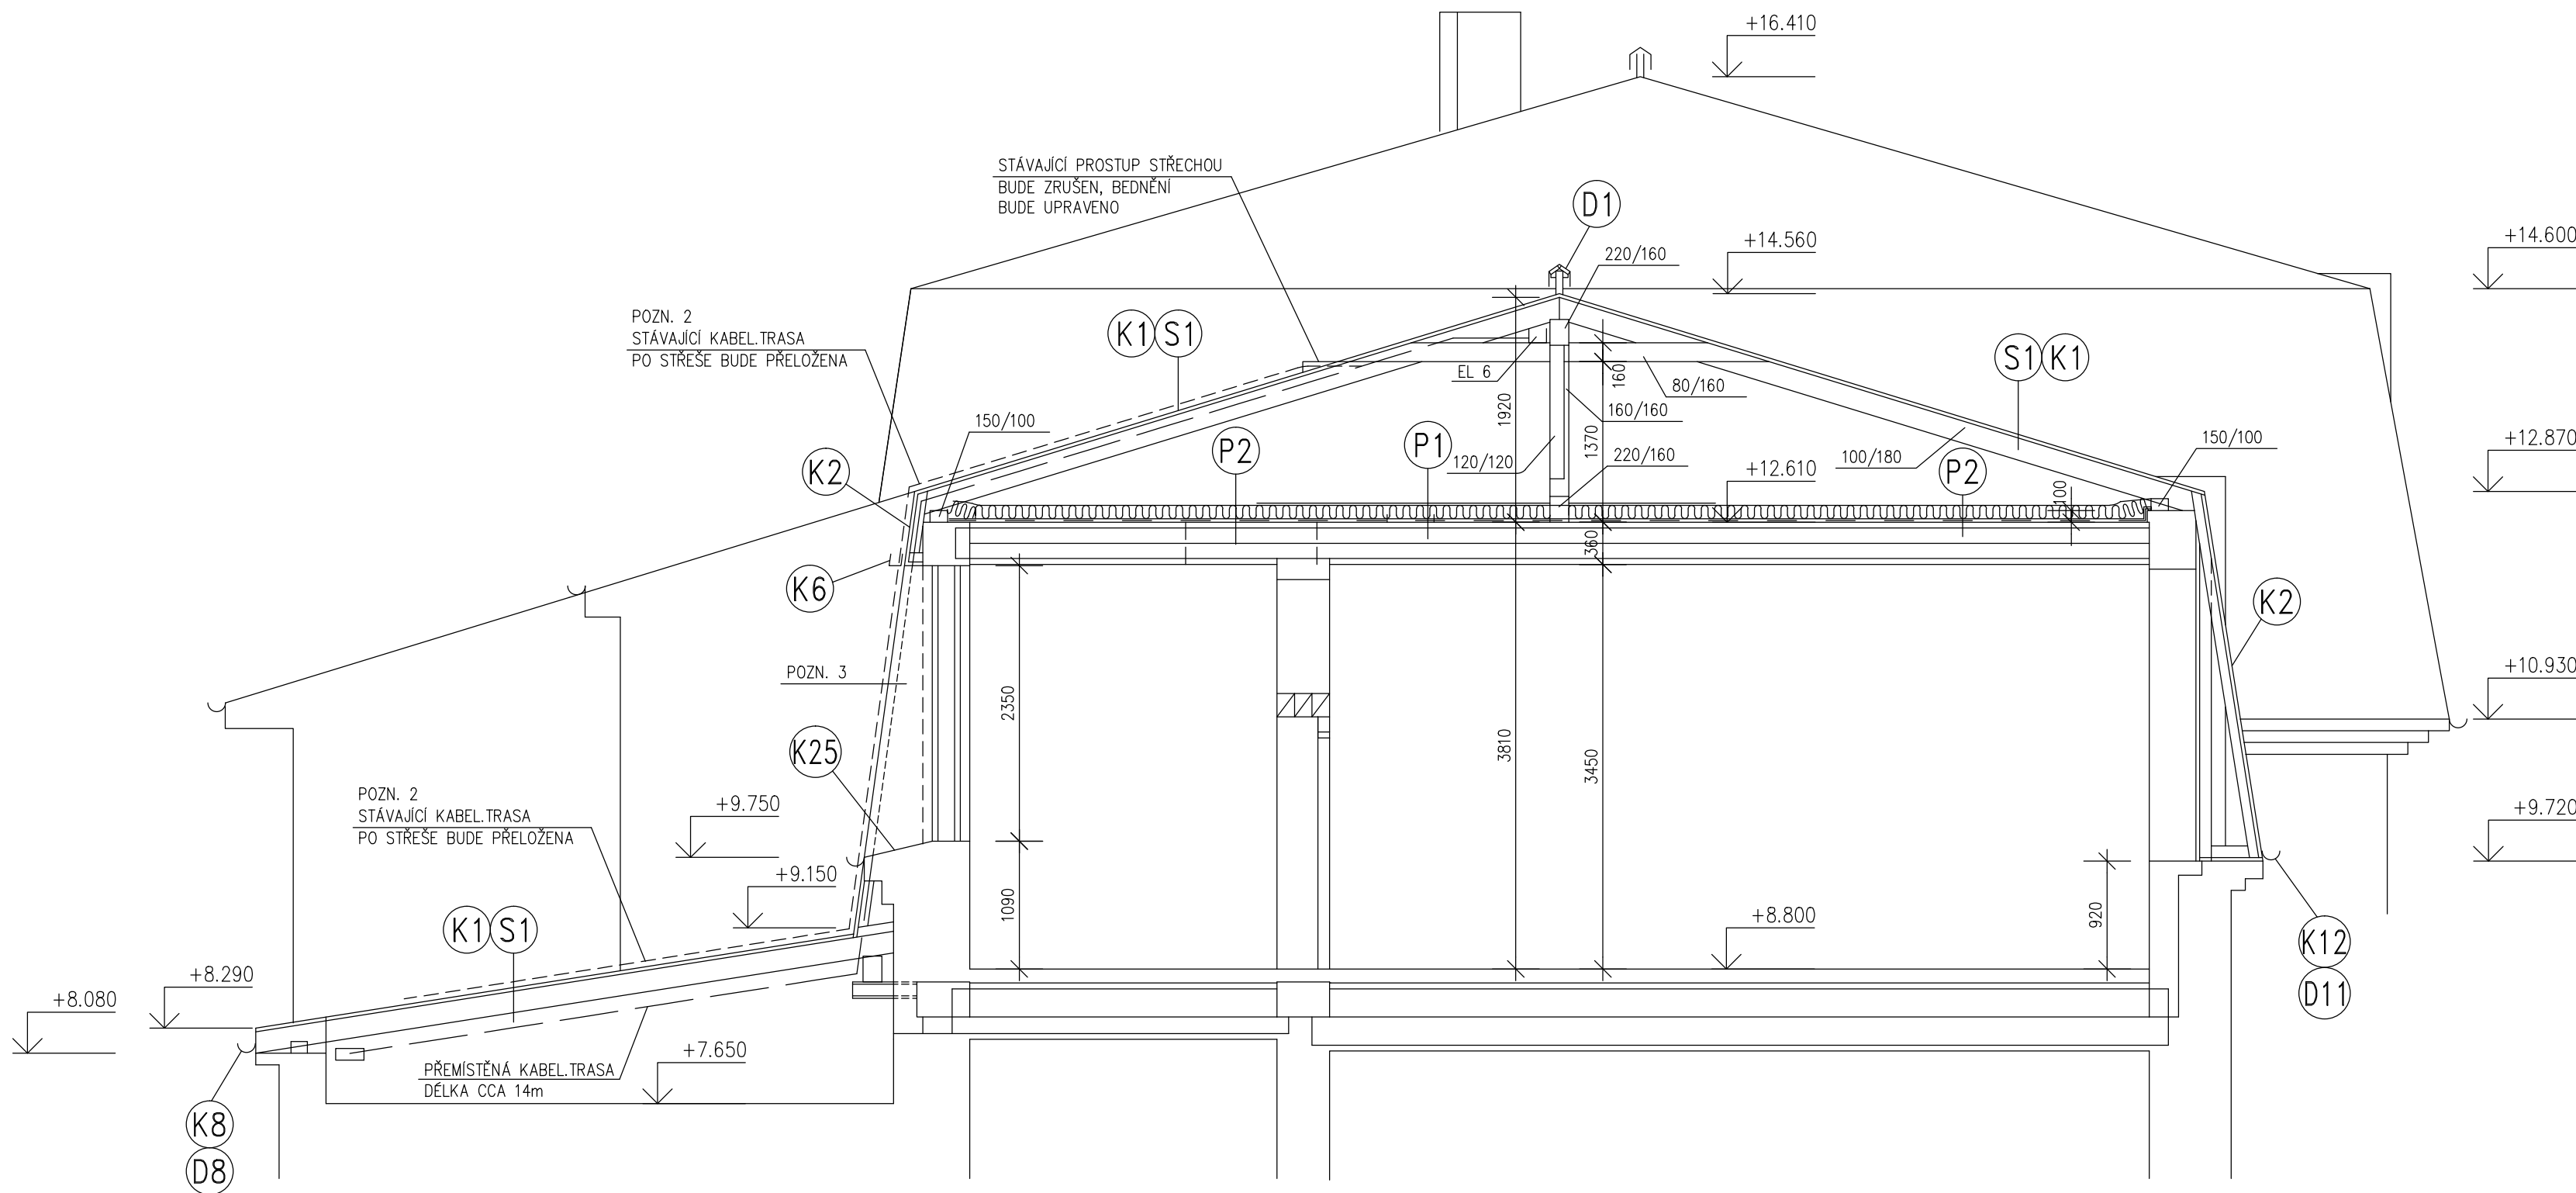 +16.410
STÁVAJÍCÍ PROSTUP STŘECHOU
BUDE ZRUŠEN, BEDNĚNÍ
BUDE UPRAVENO
D1
+14.560
+14.600
220/160
POZN. 2
STÁVAJÍCÍ KABEL.TRASA
PO STŘEŠE BUDE PŘELOŽENA
K1 S1
S1 K1
EL 6
160
80/160
1920
160/160
150/100
P2
P1
1370
150/100
+12.870
K2
120/120
220/160
100/180
+12.610
P2
100
360
K6
K2
POZN. 3
2350
+10.930
3810
3450
K25
POZN. 2
STÁVAJÍCÍ KABEL.TRASA
PO STŘEŠE BUDE PŘELOŽENA
+9.750
+9.720
+9.150
1090
+8.800
920
K1 S1
K12
D11
+8.290
+8.080
+7.650
PŘEMÍSTĚNÁ KABEL.TRASA
DÉLKA CCA 14m
K8
D8